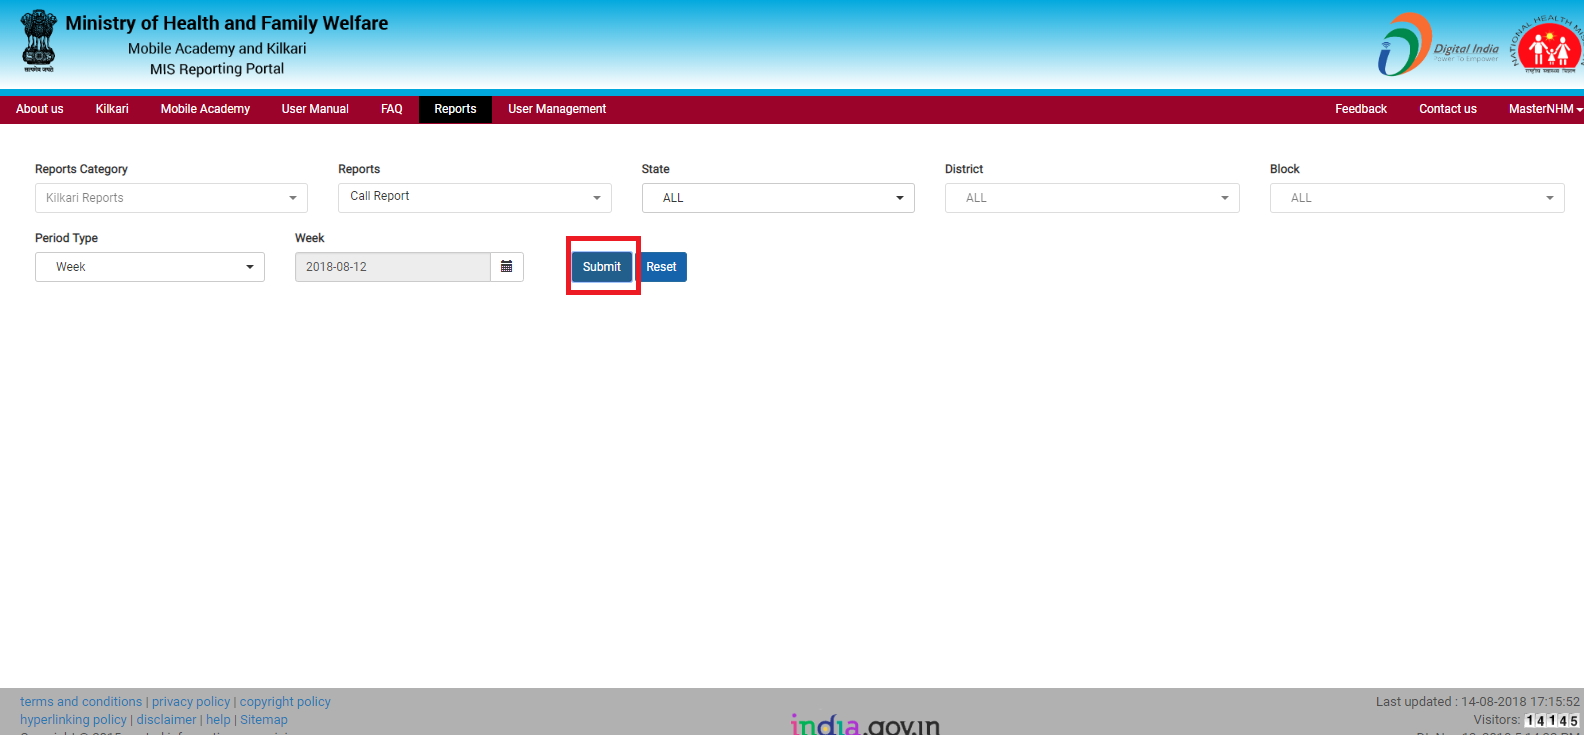 Ministry of Health and Family Welfare
Mobile Academy and Kilkari
MIS Reporting Portal
सत्यमेव जयते
Digital India
Power To Empower
NATIONAL HEALTH
About us Kilkari Mobile Academy User Manual FAQ Reports User Management Feedback Contact us MasterNHM
Reports Category Reports State District Block
Kilkari Reports Call Report ALL ALL ALL
Period Type Week
Week 2018-08-12 Submit Reset
terms and conditions | privacy policy | copyright policy
hyperlinking policy | disclaimer | help | Sitemap
india.gov.in
Last updated : 14-08-2018 17:15:52
Visitors: 14145